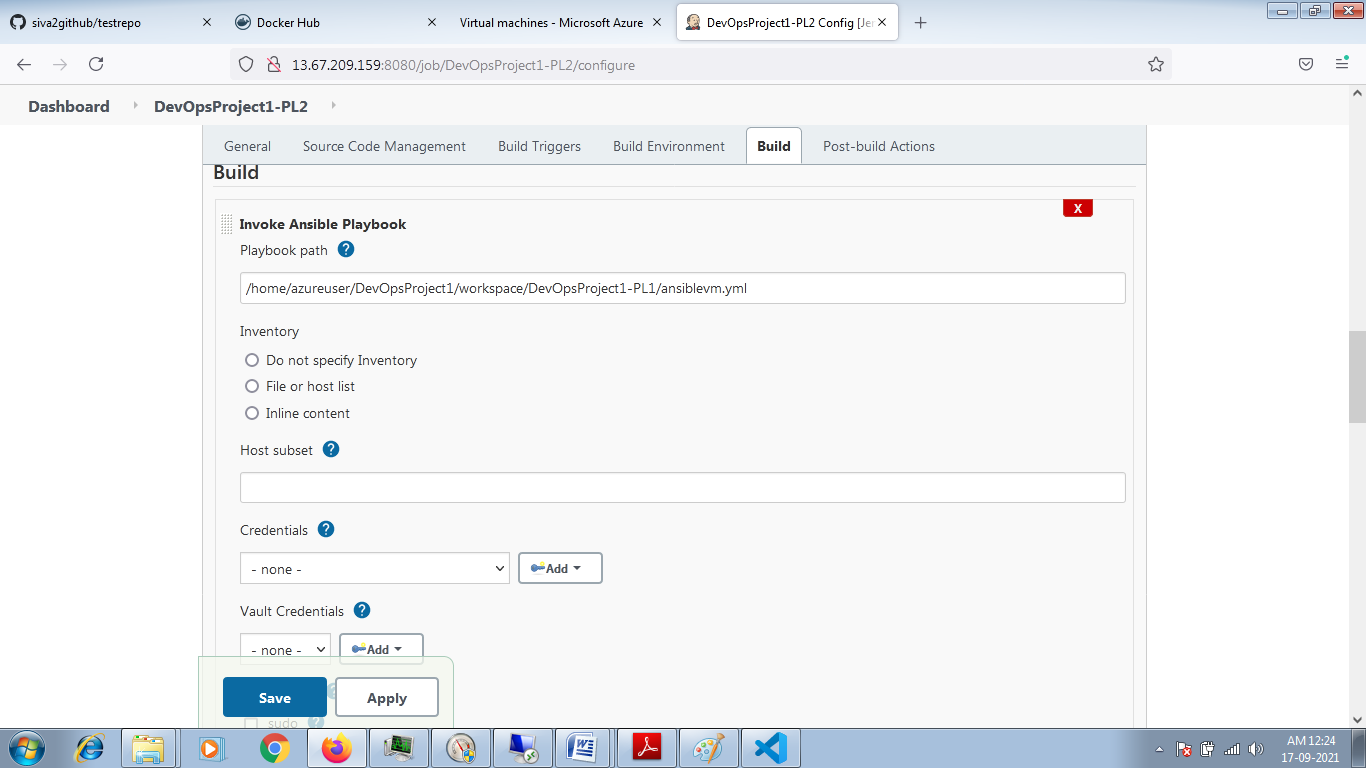 siva2github/testrepo
Docker Hub
Virtual machines - Microsoft Azure
DevOpsProject1-PL2 Config [Jen
13.67.209.159:8080/job/DevOpsProject1-PL2/configure
Dashboard
DevOpsProject1-PL2
General Source Code Management Build Triggers Build Environment Build Post-build Actions
Build
X
Invoke Ansible Playbook
Playbook path ?
/home/azureuser/DevOpsProject1/workspace/DevOpsProject1-PL1/ansiblevm.yml
Inventory
Do not specify Inventory
File or host list
Inline content
Host subset ?
Credentials ?
- none - Add
Vault Credentials ?
- none - Add
Save Apply
sudo ?
AM 12:24
17-09-2021